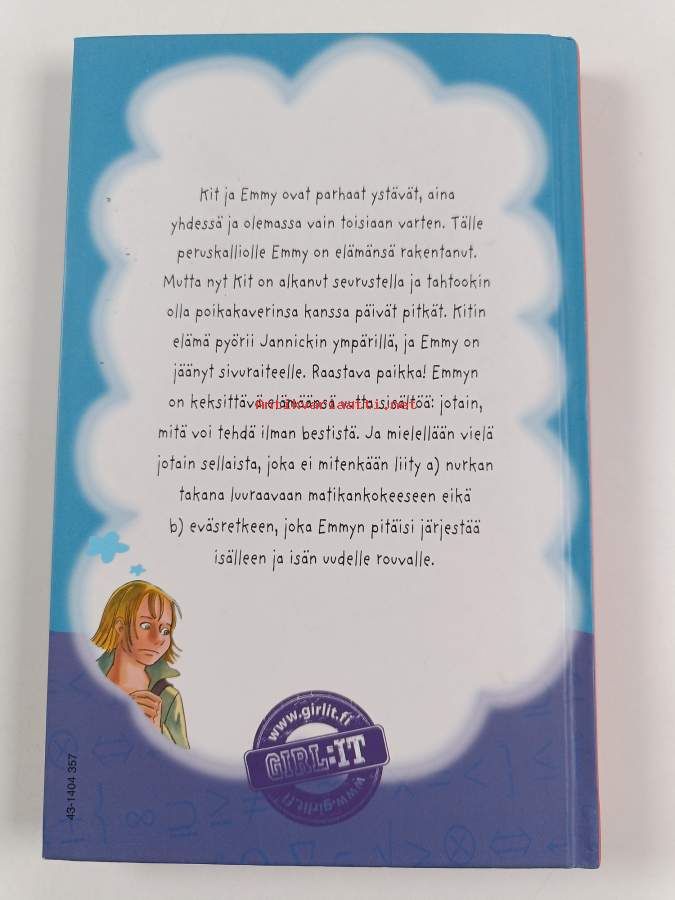 Kit ja Emmy ovat parhaat ystävät, aina
yhdessä ja olemassa vain toisiaan varten. Tälle
peruskalliolle Emmy on elämänsä rakentanut.
Mutta nyt Kit on alkanut seurustella ja tahtookin
olla poikakaverinsa kanssa päivät pitkät. Kitin
elämä pyörii Jannickin ympärillä, ja Emmy on
jäänyt sivuraiteelle. Raastava paikka! Emmyn
on keksittävä elämäänsä uutta sisältöä: jotain,
mitä voi tehdä ilman bestistä. Ja mielellään vielä
jotain sellaista, joka ei mitenkään liity a) nurkan
takana luuraavaan matikankokeeseen eikä
b) eväsretkeen, joka Emmyn pitäisi järjestää
isälleen ja isän uudelle rouvalle.
www.girlit.fi
GIRL:IT
www.girlit.fi
43-1404 357